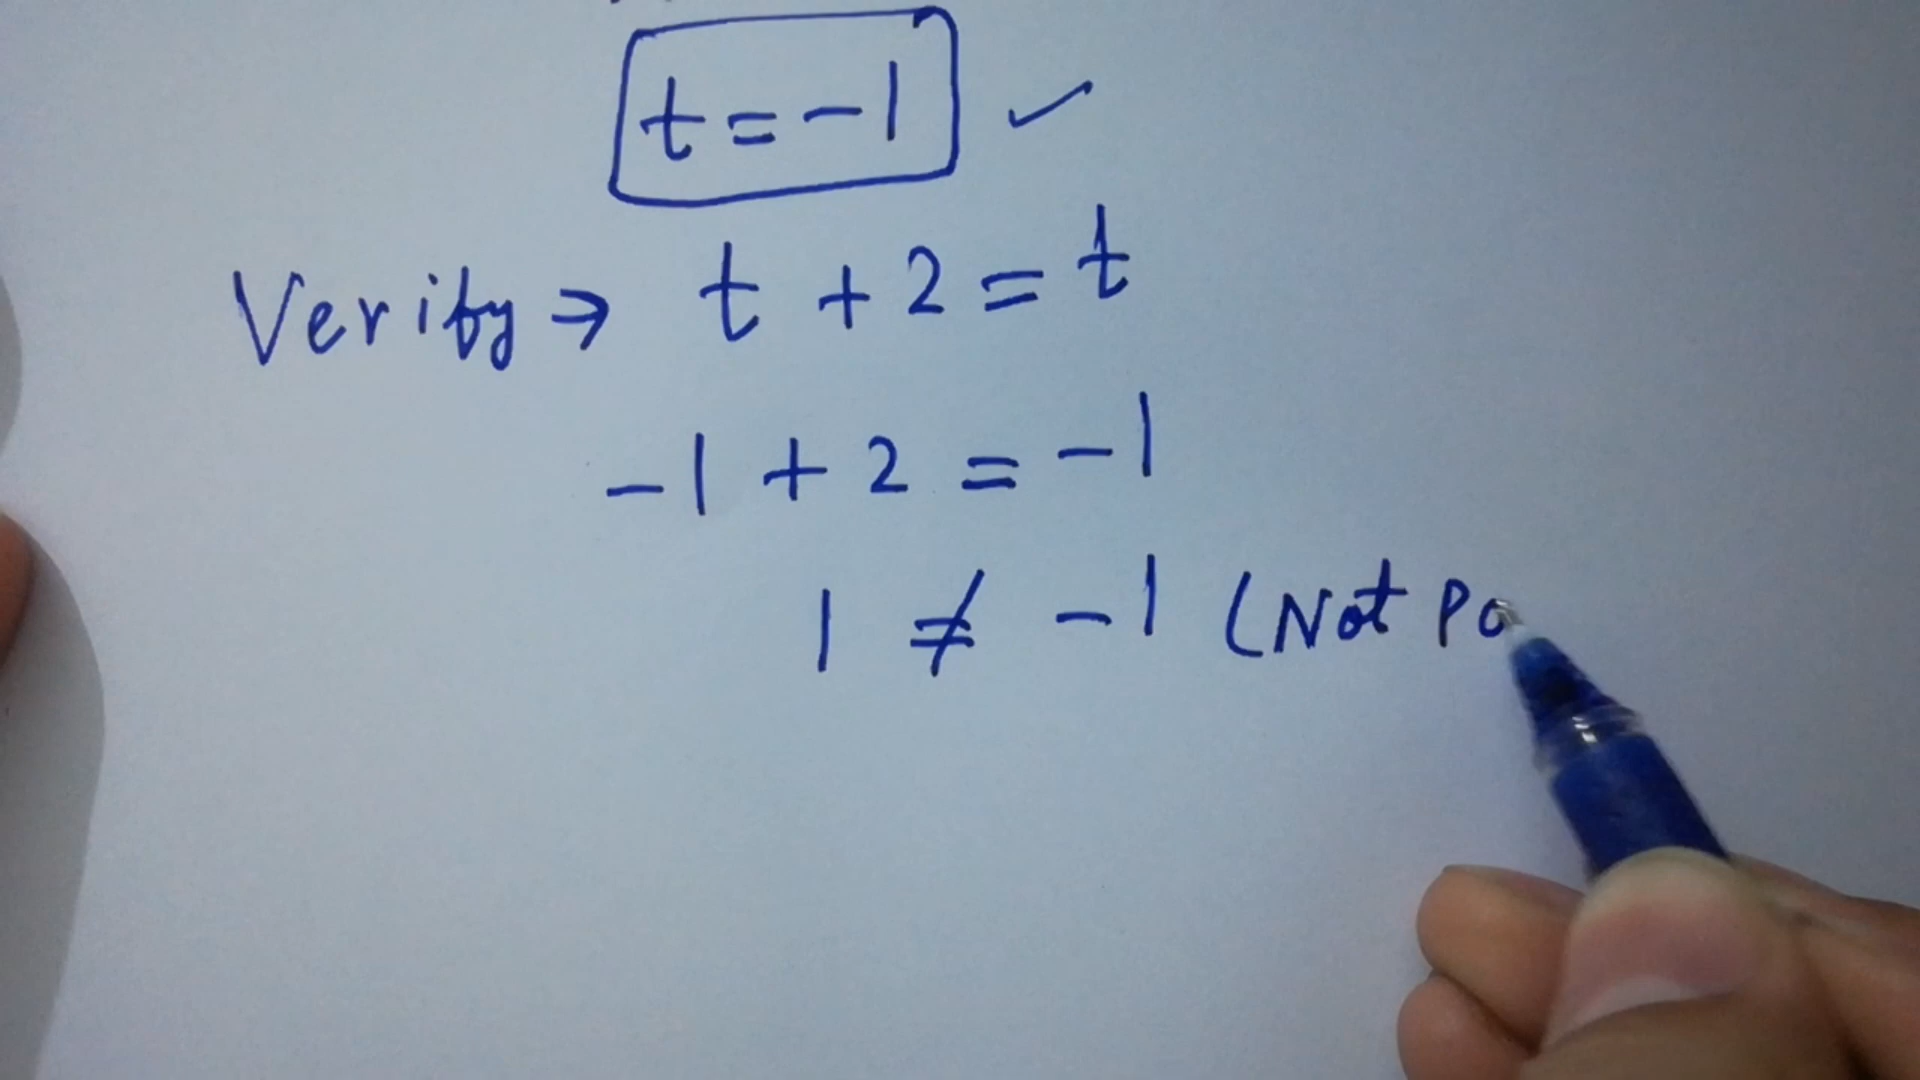 t = -1 ✓
Verify → t + 2 = t
-1 + 2 = -1
1 ≠ -1 (Not Po